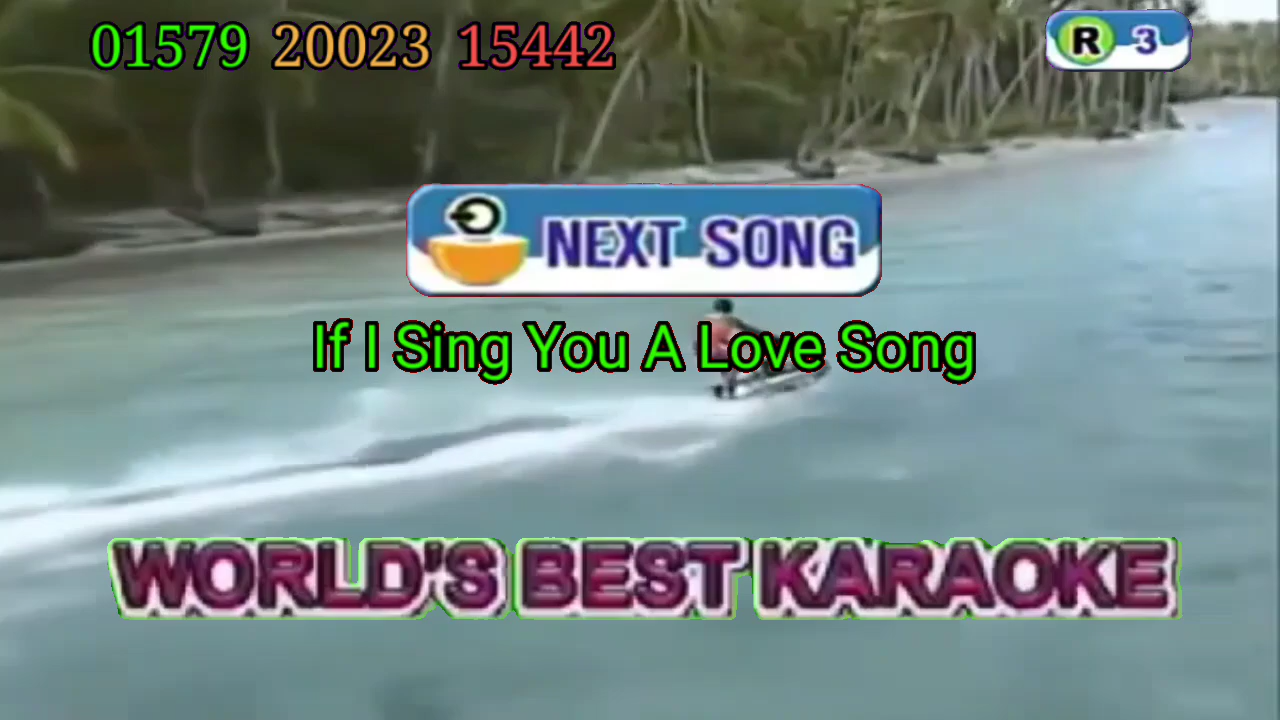 01579 20023 15442
R 3
NEXT SONG
If I Sing You A Love Song
WORLD'S BEST KARAOKE